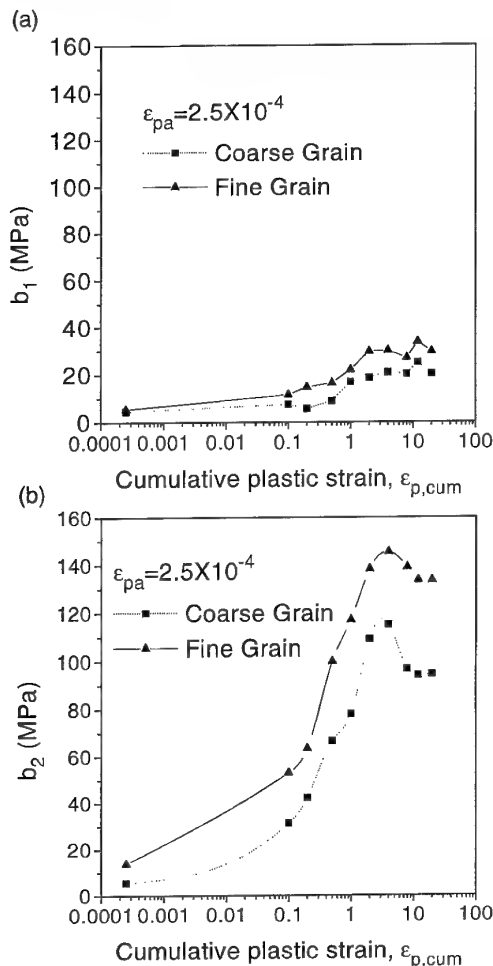 (a)
160
140
120
100
80
60
40
20
0
b₁ (MPa)
εpa=2.5X10⁻⁴
Coarse Grain
Fine Grain
0.0001 0.001 0.01 0.1 1 10 100
Cumulative plastic strain, εp,cum
(b)
160
140
120
100
80
60
40
20
0
b₂ (MPa)
εpa=2.5X10⁻⁴
Coarse Grain
Fine Grain
0.0001 0.001 0.01 0.1 1 10 100
Cumulative plastic strain, εp,cum